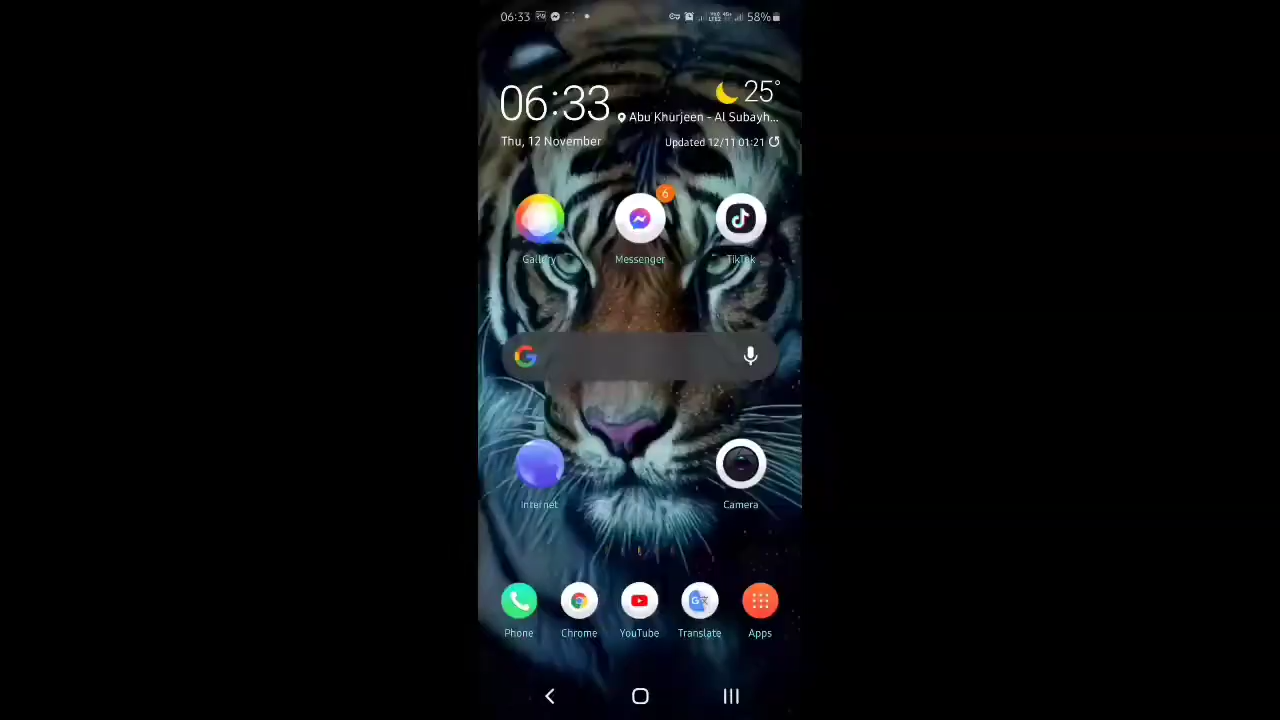 06:33
58%
06:33
25°
Abu Khurjeen - Al Subayh...
Thu, 12 November
Updated 12/11 01:21
6
Gallery
Messenger
TikTok
Internet
Camera
Phone
Chrome
YouTube
Translate
Apps